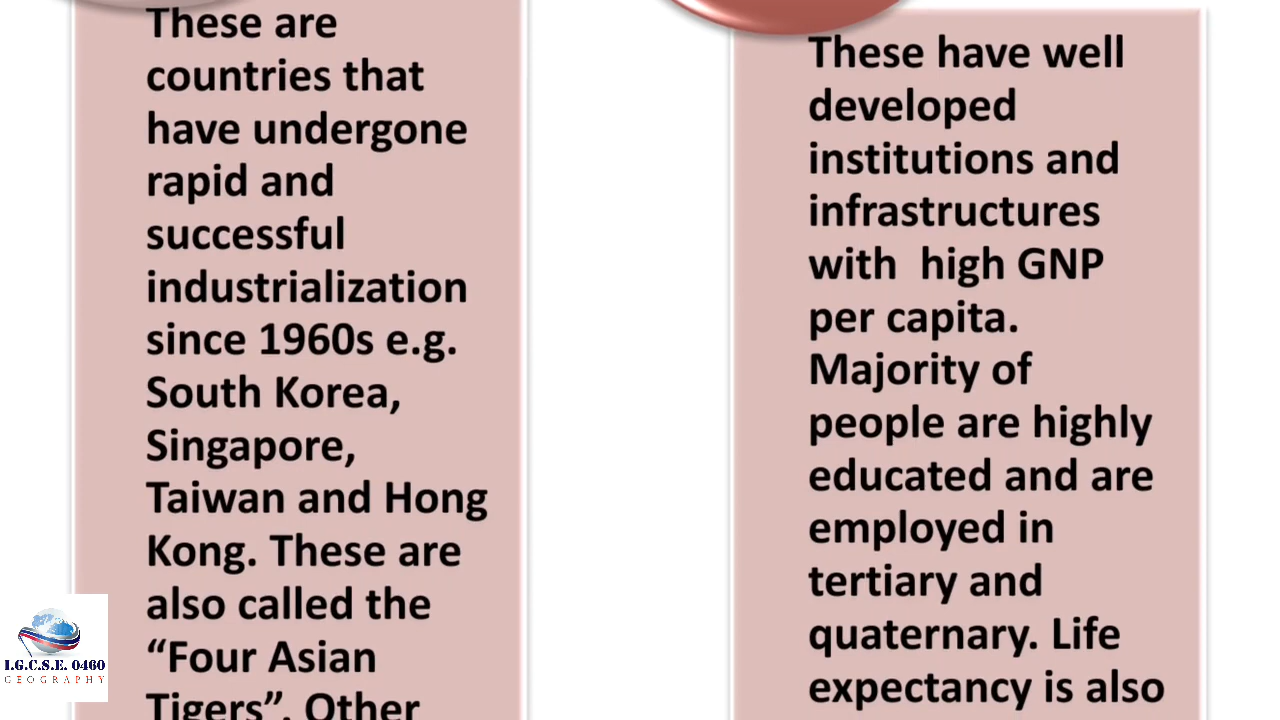 These are
countries that
have undergone
rapid and
successful
industrialization
since 1960s e.g.
South Korea,
Singapore,
Taiwan and Hong
Kong. These are
also called the
“Four Asian
Tigers”. Other
These have well
developed
institutions and
infrastructures
with  high GNP
per capita.
Majority of
people are highly
educated and are
employed in
tertiary and
quaternary. Life
expectancy is also
I.G.C.S.E. 0460
GEOGRAPHY